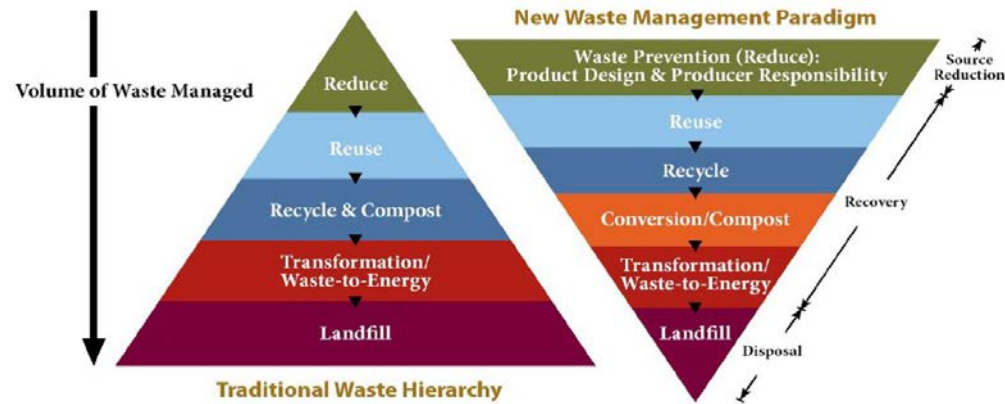 New Waste Management Paradigm
Volume of Waste Managed
Reduce
Reuse
Recycle & Compost
Transformation/
Waste-to-Energy
Landfill
Traditional Waste Hierarchy
Waste Prevention (Reduce):
Product Design & Producer Responsibility
Reuse
Recycle
Conversion/Compost
Transformation/
Waste-to-Energy
Landfill
Source
Reduction
Recovery
Disposal